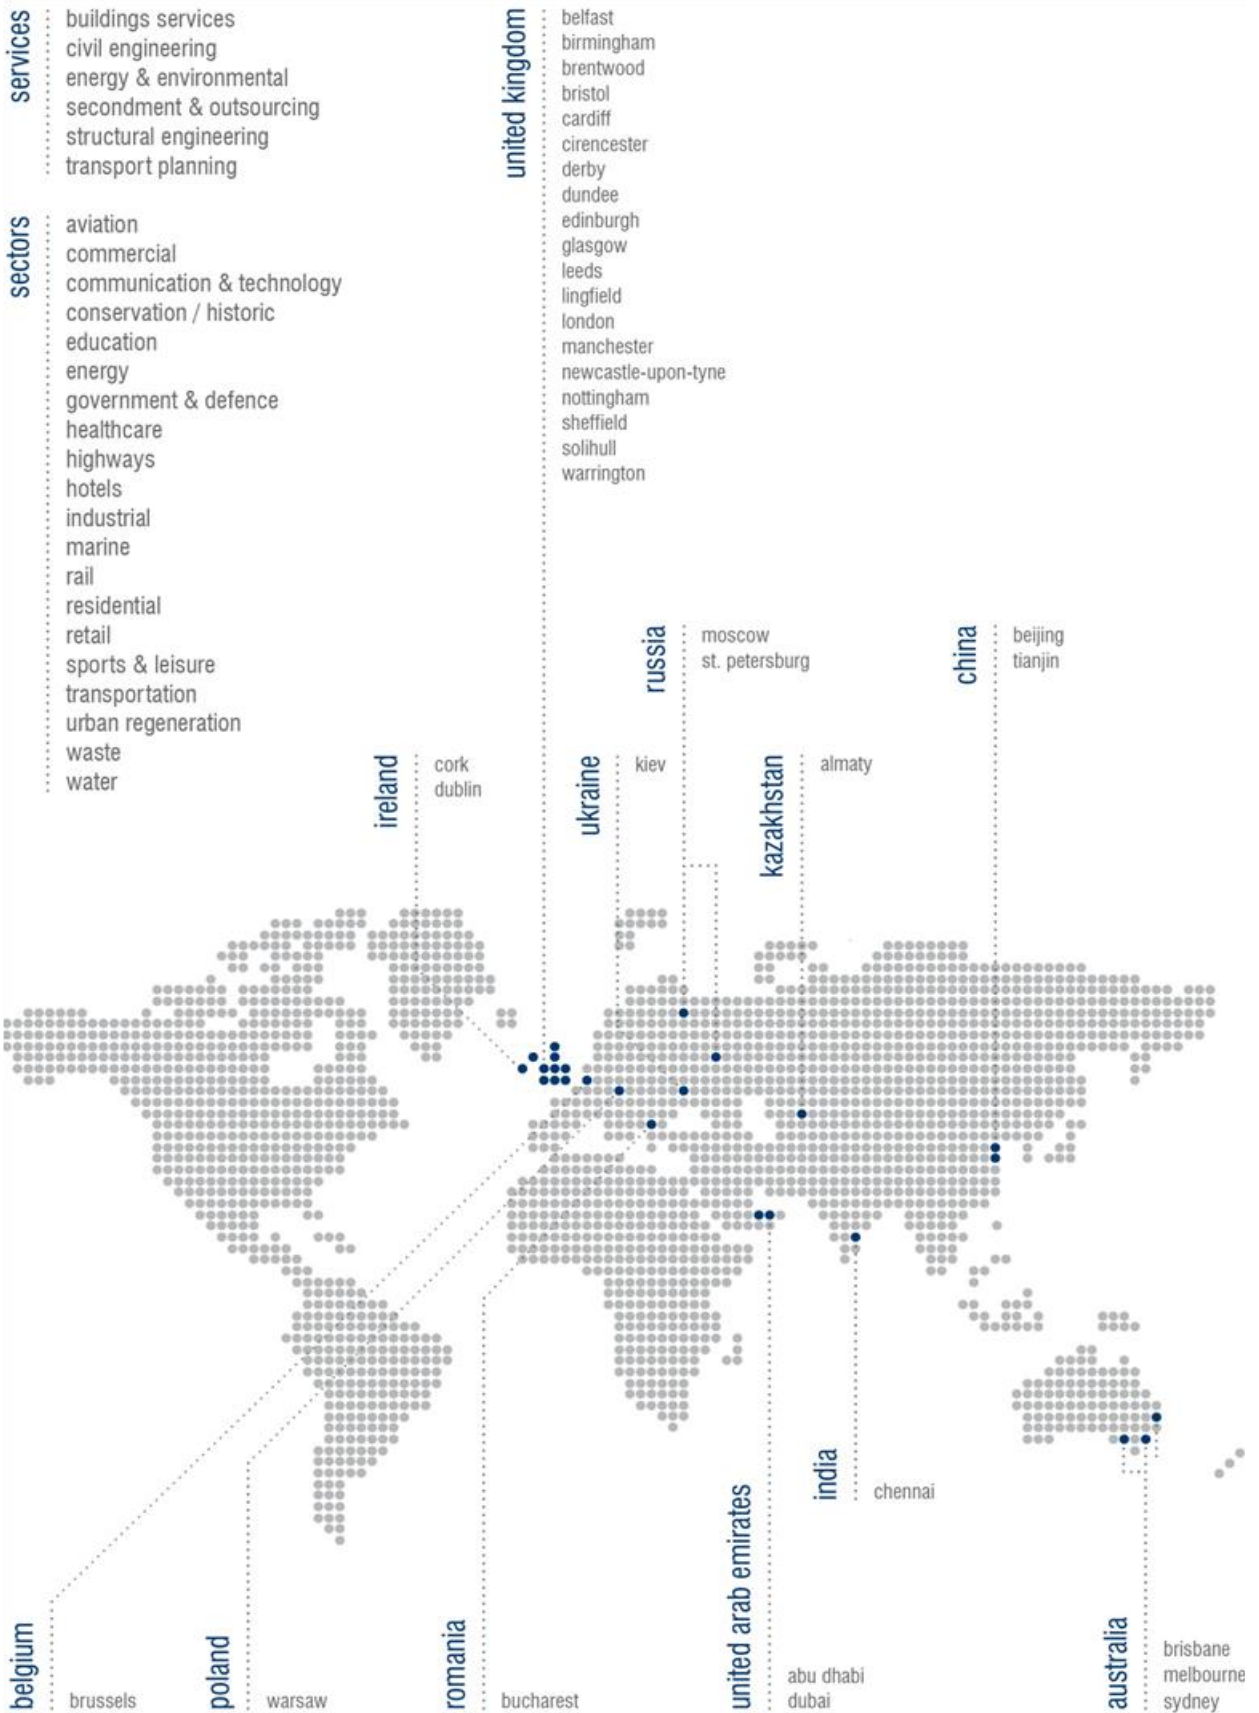 services
buildings services
civil engineering
energy & environmental
secondment & outsourcing
structural engineering
transport planning
sectors
aviation
commercial
communication & technology
conservation / historic
education
energy
government & defence
healthcare
highways
hotels
industrial
marine
rail
residential
retail
sports & leisure
transportation
urban regeneration
waste
water
united kingdom
belfast
birmingham
brentwood
bristol
cardiff
cirencester
derby
dundee
edinburgh
glasgow
leeds
lingfield
london
manchester
newcastle-upon-tyne
nottingham
sheffield
solihull
warrington
russia
moscow
st. petersburg
china
beijing
tianjin
ireland
cork
dublin
ukraine
kiev
kazakhstan
almaty
belgium
brussels
poland
warsaw
romania
bucharest
united arab emirates
abu dhabi
dubai
india
chennai
australia
brisbane
melbourne
sydney